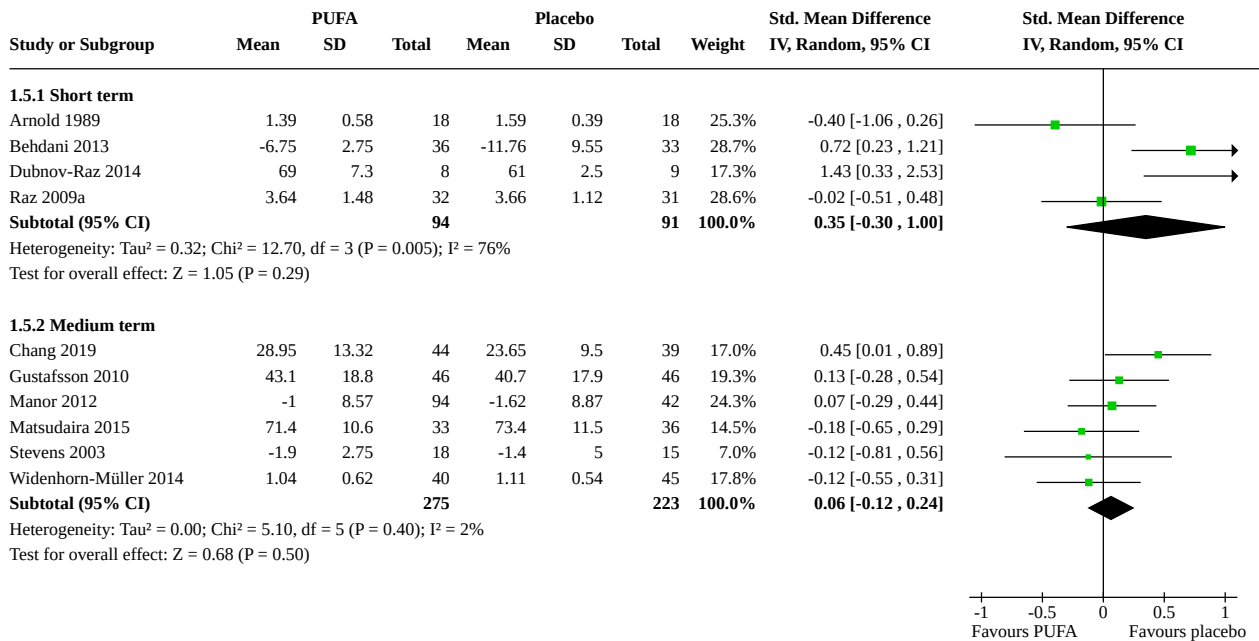 PUFA Placebo Std. Mean Difference Std. Mean Difference
Study or Subgroup Mean SD Total Mean SD Total Weight IV, Random, 95% CI IV, Random, 95% CI
1.5.1 Short term
Arnold 1989 1.39 0.58 18 1.59 0.39 18 25.3% -0.40 [-1.06 , 0.26]
Behdani 2013 -6.75 2.75 36 -11.76 9.55 33 28.7% 0.72 [0.23 , 1.21]
Dubnov-Raz 2014 69 7.3 8 61 2.5 9 17.3% 1.43 [0.33 , 2.53]
Raz 2009a 3.64 1.48 32 3.66 1.12 31 28.6% -0.02 [-0.51 , 0.48]
Subtotal (95% CI) 94 91 100.0% 0.35 [-0.30 , 1.00]
Heterogeneity: Tau² = 0.32; Chi² = 12.70, df = 3 (P = 0.005); I² = 76%
Test for overall effect: Z = 1.05 (P = 0.29)
1.5.2 Medium term
Chang 2019 28.95 13.32 44 23.65 9.5 39 17.0% 0.45 [0.01 , 0.89]
Gustafsson 2010 43.1 18.8 46 40.7 17.9 46 19.3% 0.13 [-0.28 , 0.54]
Manor 2012 -1 8.57 94 -1.62 8.87 42 24.3% 0.07 [-0.29 , 0.44]
Matsudaira 2015 71.4 10.6 33 73.4 11.5 36 14.5% -0.18 [-0.65 , 0.29]
Stevens 2003 -1.9 2.75 18 -1.4 5 15 7.0% -0.12 [-0.81 , 0.56]
Widenhorn-Müller 2014 1.04 0.62 40 1.11 0.54 45 17.8% -0.12 [-0.55 , 0.31]
Subtotal (95% CI) 275 223 100.0% 0.06 [-0.12 , 0.24]
Heterogeneity: Tau² = 0.00; Chi² = 5.10, df = 5 (P = 0.40); I² = 2%
Test for overall effect: Z = 0.68 (P = 0.50)
-1 -0.5 0 0.5 1
Favours PUFA Favours placebo